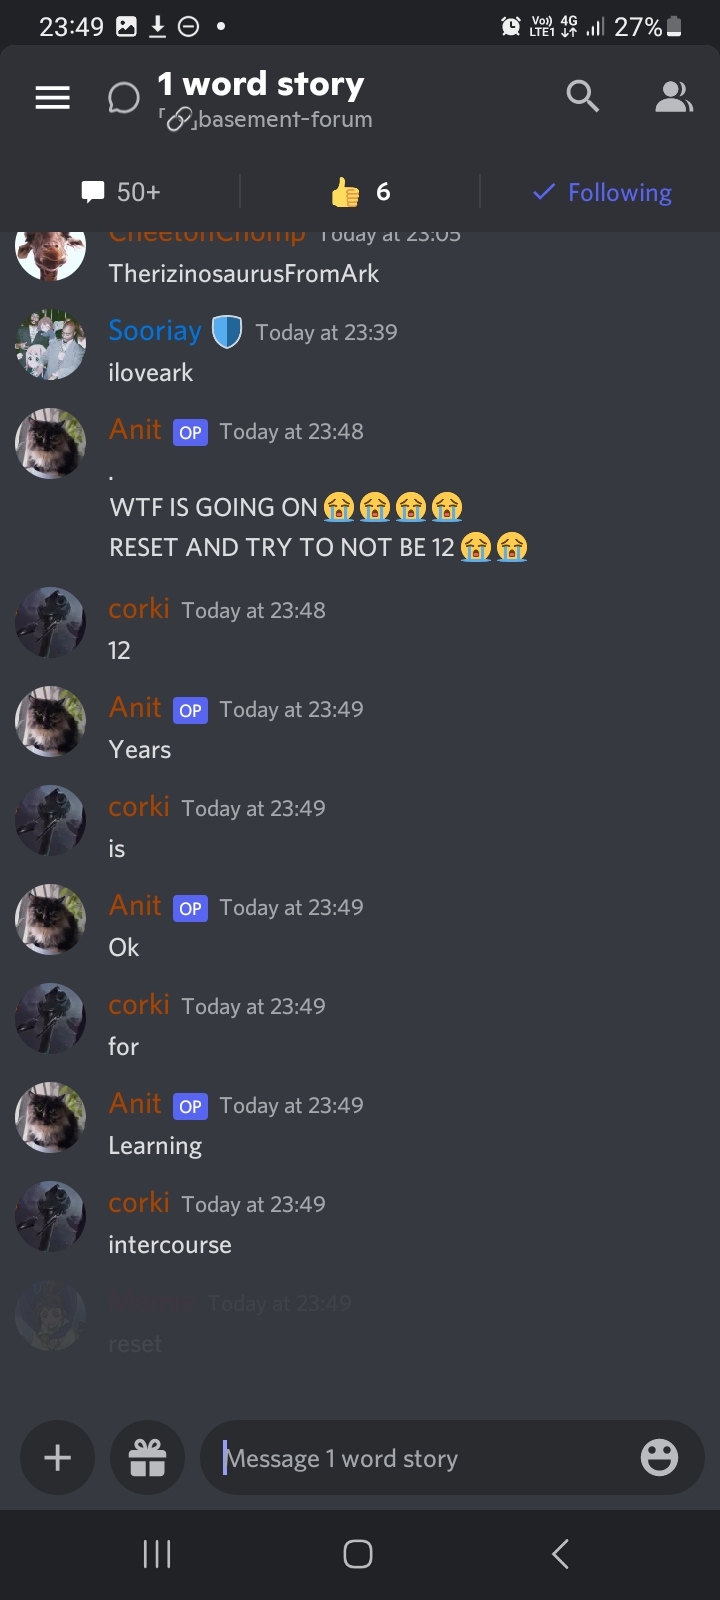 23:49
Vo)) LTE1 4G 27%
1 word story
「🔗」basement-forum
50+
👍 6
Following
CheetohChomp Today at 23:05
TherizinosaurusFromArk
Sooriay Today at 23:39
iloveark
Anit OP Today at 23:48
.
WTF IS GOING ON 😭😭😭😭
RESET AND TRY TO NOT BE 12 😭😭
corki Today at 23:48
12
Anit OP Today at 23:49
Years
corki Today at 23:49
is
Anit OP Today at 23:49
Ok
corki Today at 23:49
for
Anit OP Today at 23:49
Learning
corki Today at 23:49
intercourse
Today at 23:49
reset
Message 1 word story